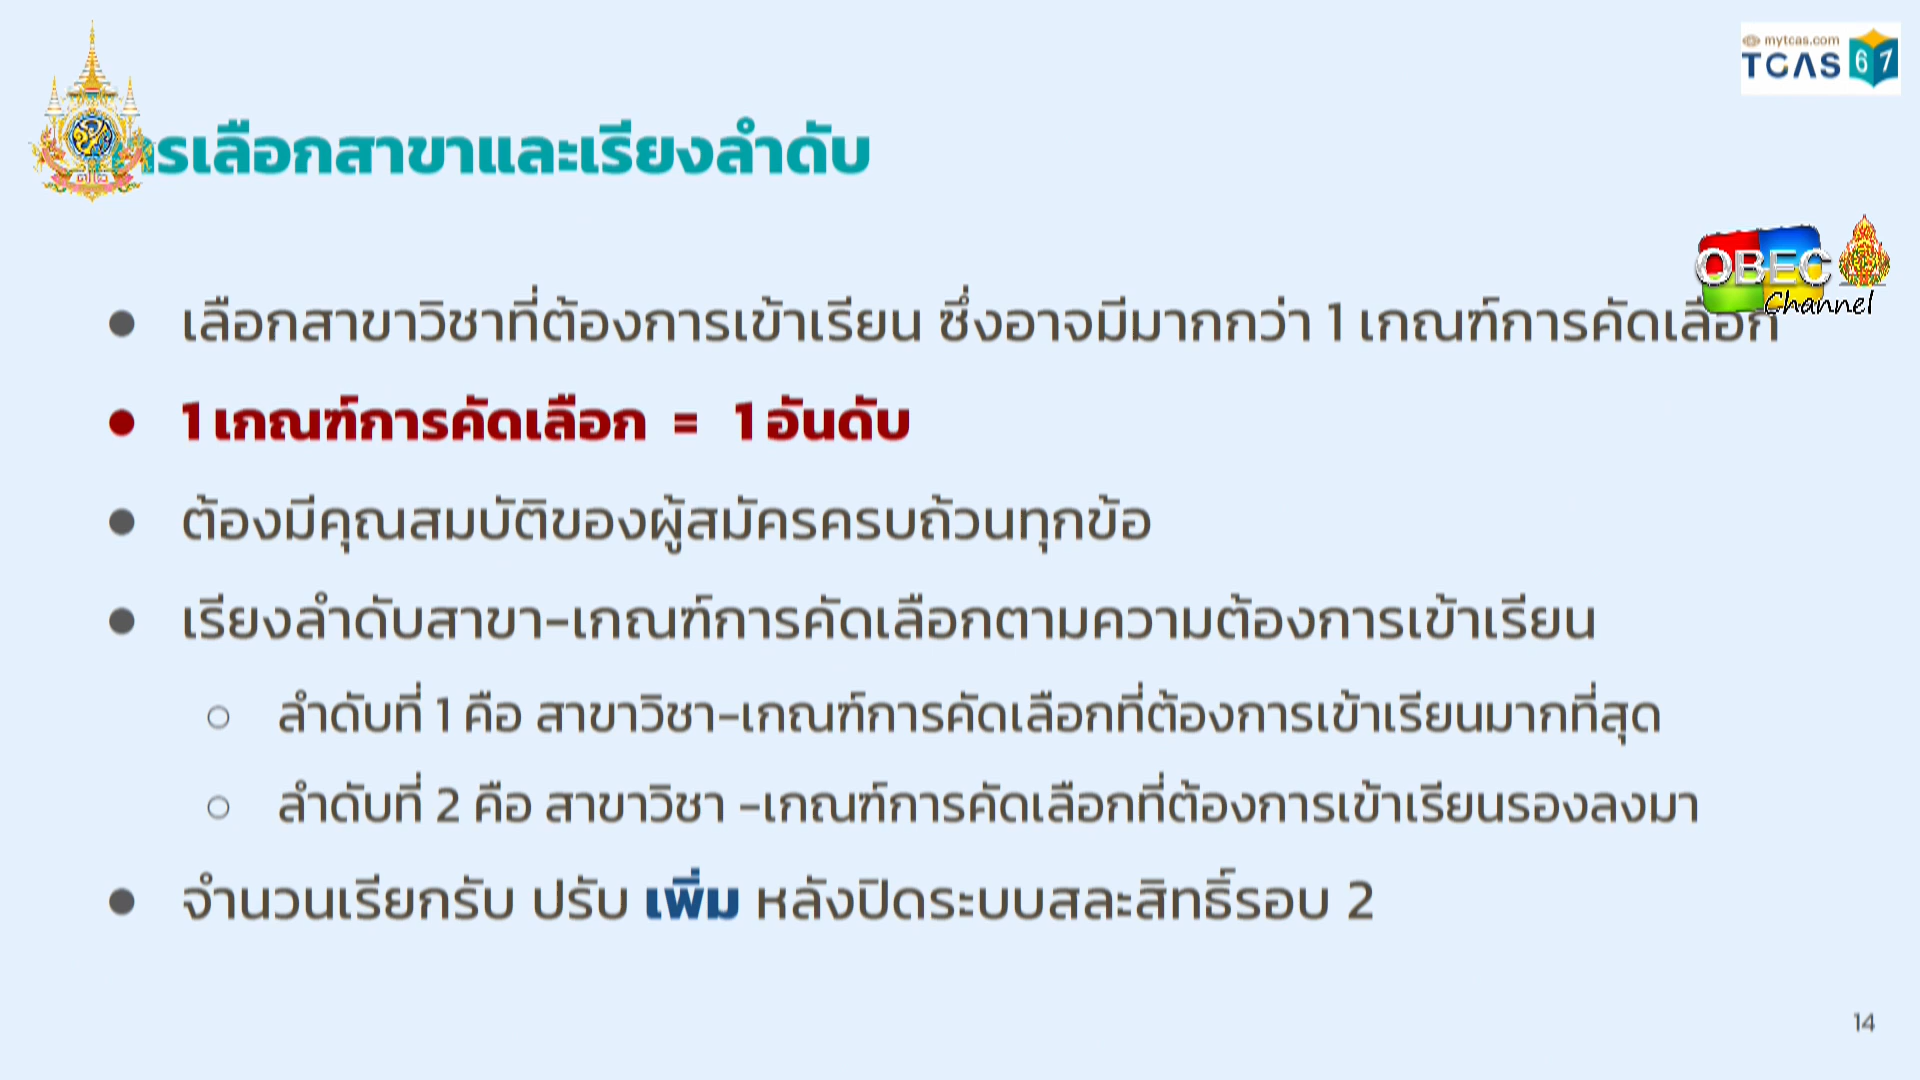 mytcas.com
TCAS 67
ารเลือกสาขาและเรียงลำดับ
OBEC
Channel
● เลือกสาขาวิชาที่ต้องการเข้าเรียน ซึ่งอาจมีมากกว่า 1 เกณฑ์การคัดเลือก
● 1 เกณฑ์การคัดเลือก = 1 อันดับ
● ต้องมีคุณสมบัติของผู้สมัครครบถ้วนทุกข้อ
● เรียงลำดับสาขา-เกณฑ์การคัดเลือกตามความต้องการเข้าเรียน
○ ลำดับที่ 1 คือ สาขาวิชา-เกณฑ์การคัดเลือกที่ต้องการเข้าเรียนมากที่สุด
○ ลำดับที่ 2 คือ สาขาวิชา -เกณฑ์การคัดเลือกที่ต้องการเข้าเรียนรองลงมา
● จำนวนเรียกรับ ปรับ เพิ่ม หลังปิดระบบสละสิทธิ์รอบ 2
14